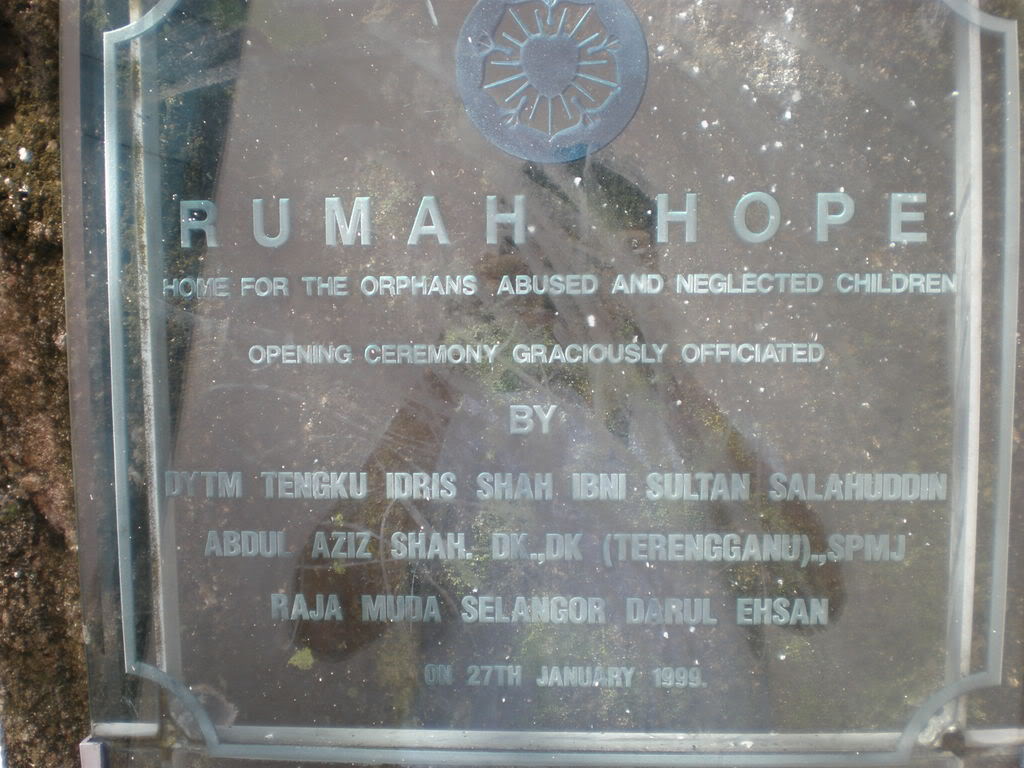 RUMAH HOPE
HOME FOR THE ORPHANS ABUSED AND NEGLECTED CHILDREN
OPENING CEREMONY GRACIOUSLY OFFICIATED
BY
DYTM TENGKU IDRIS SHAH IBNI SULTAN SALAHUDDIN
ABDUL AZIZ SHAH. DK.,DK (TERENGGANU).,SPMJ
RAJA MUDA SELANGOR DARUL EHSAN
ON 27TH JANUARY 1999.